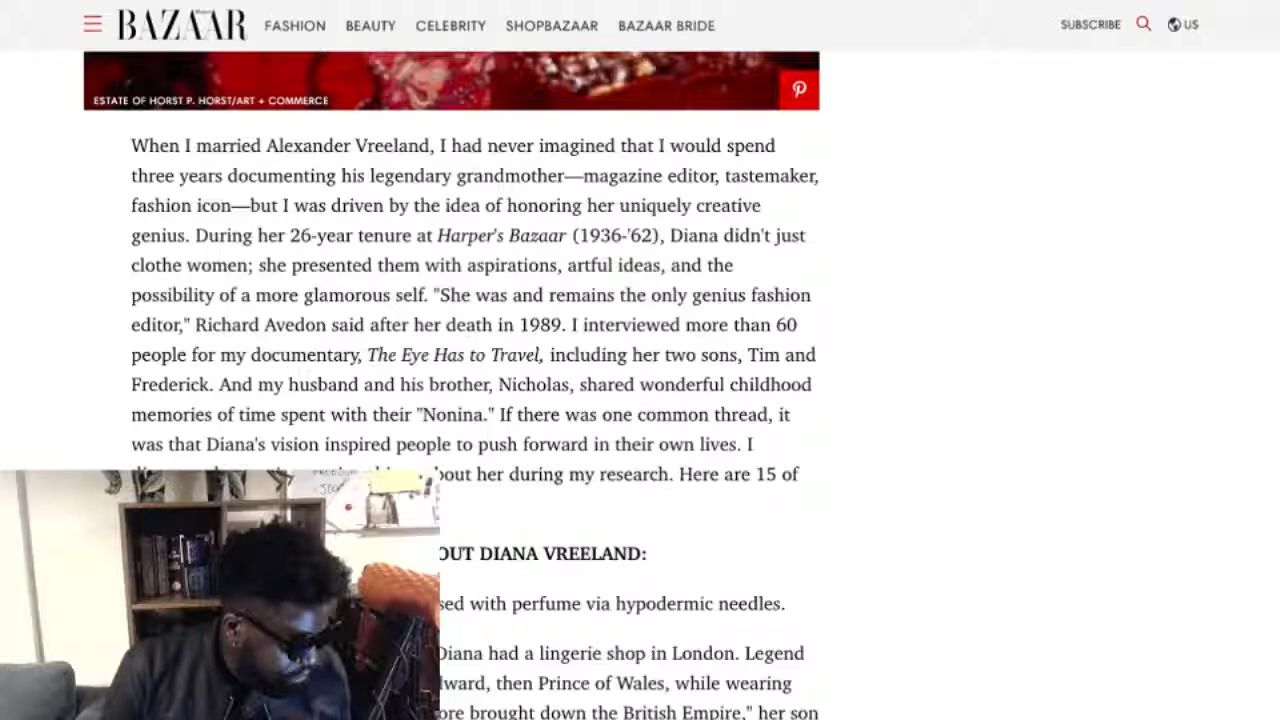 BAZAAR
FASHION BEAUTY CELEBRITY SHOPBAZAAR BAZAAR BRIDE
SUBSCRIBE US
ESTATE OF HORST P. HORST/ART + COMMERCE
When I married Alexander Vreeland, I had never imagined that I would spend
three years documenting his legendary grandmother—magazine editor, tastemaker,
fashion icon—but I was driven by the idea of honoring her uniquely creative
genius. During her 26-year tenure at Harper's Bazaar (1936-'62), Diana didn't just
clothe women; she presented them with aspirations, artful ideas, and the
possibility of a more glamorous self. "She was and remains the only genius fashion
editor," Richard Avedon said after her death in 1989. I interviewed more than 60
people for my documentary, The Eye Has to Travel, including her two sons, Tim and
Frederick. And my husband and his brother, Nicholas, shared wonderful childhood
memories of time spent with their "Nonina." If there was one common thread, it
was that Diana's vision inspired people to push forward in their own lives. I
her during my research. Here are 15 of
DIANA VREELAND:
with perfume via hypodermic needles.
Diana had a lingerie shop in London. Legend
then Prince of Wales, while wearing
brought down the British Empire," her son